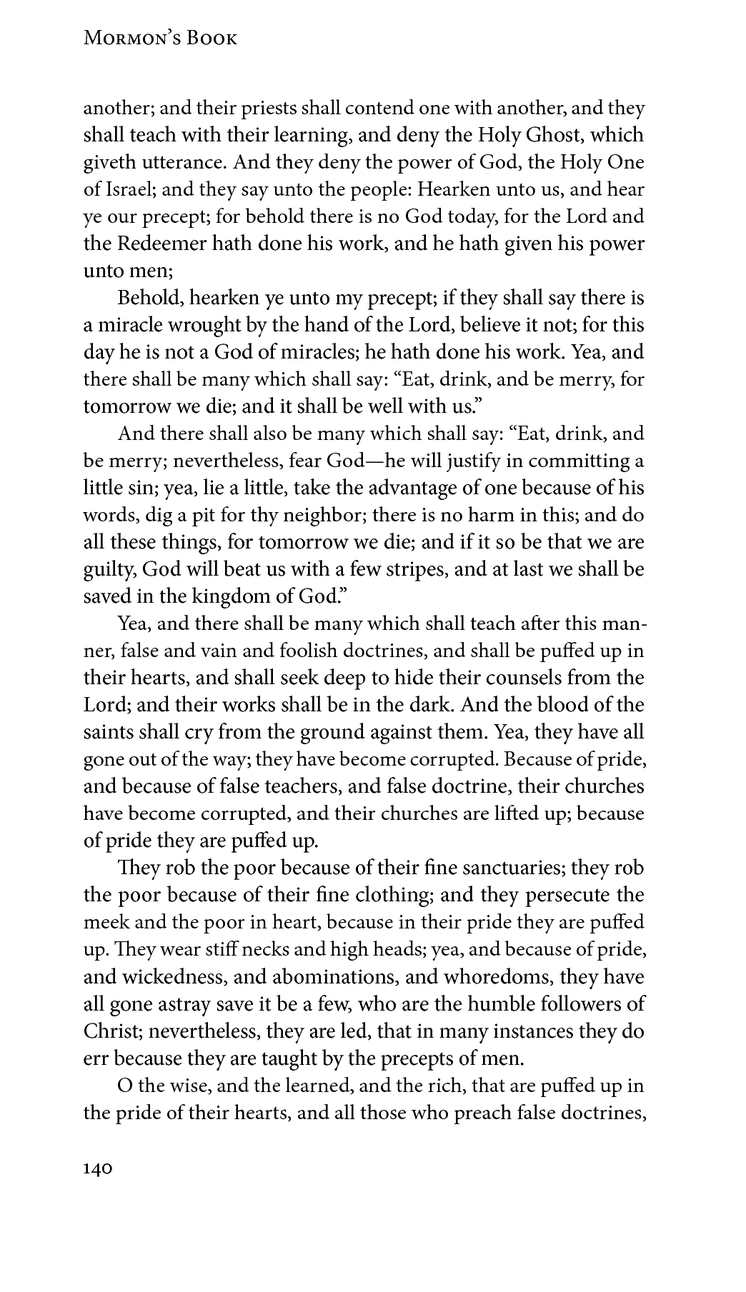 Mormon’s Book
another; and their priests shall contend one with another, and they
shall teach with their learning, and deny the Holy Ghost, which
giveth utterance. And they deny the power of God, the Holy One
of Israel; and they say unto the people: Hearken unto us, and hear
ye our precept; for behold there is no God today, for the Lord and
the Redeemer hath done his work, and he hath given his power
unto men;
Behold, hearken ye unto my precept; if they shall say there is
a miracle wrought by the hand of the Lord, believe it not; for this
day he is not a God of miracles; he hath done his work. Yea, and
there shall be many which shall say: “Eat, drink, and be merry, for
tomorrow we die; and it shall be well with us.”
And there shall also be many which shall say: “Eat, drink, and
be merry; nevertheless, fear God—he will justify in committing a
little sin; yea, lie a little, take the advantage of one because of his
words, dig a pit for thy neighbor; there is no harm in this; and do
all these things, for tomorrow we die; and if it so be that we are
guilty, God will beat us with a few stripes, and at last we shall be
saved in the kingdom of God.”
Yea, and there shall be many which shall teach after this man-
ner, false and vain and foolish doctrines, and shall be puffed up in
their hearts, and shall seek deep to hide their counsels from the
Lord; and their works shall be in the dark. And the blood of the
saints shall cry from the ground against them. Yea, they have all
gone out of the way; they have become corrupted. Because of pride,
and because of false teachers, and false doctrine, their churches
have become corrupted, and their churches are lifted up; because
of pride they are puffed up.
They rob the poor because of their fine sanctuaries; they rob
the poor because of their fine clothing; and they persecute the
meek and the poor in heart, because in their pride they are puffed
up. They wear stiff necks and high heads; yea, and because of pride,
and wickedness, and abominations, and whoredoms, they have
all gone astray save it be a few, who are the humble followers of
Christ; nevertheless, they are led, that in many instances they do
err because they are taught by the precepts of men.
O the wise, and the learned, and the rich, that are puffed up in
the pride of their hearts, and all those who preach false doctrines,
140